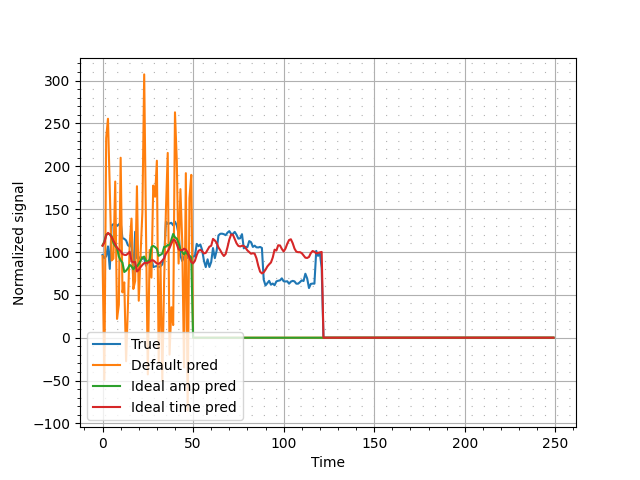 Normalized signal
300
250
200
150
100
50
0
−50
−100
True
Default pred
Ideal amp pred
Ideal time pred
0 50 100 150 200 250
Time